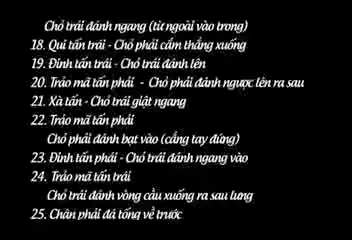 Chỏ trái đánh ngang (từ ngoài vào trong)
18. Qui tấn trái - Chỏ phải cắm thẳng xuống
19. Đinh tấn trái - Chỏ trái đánh lên
20. Trảo mã tấn phải - Chỏ phải đánh ngược lên ra sau
21. Xà tấn - Chỏ trái giật ngang
22. Trảo mã tấn phải
Chỏ phải đánh bạt vào (cẳng tay đứng)
23. Đinh tấn phải - Chỏ trái đánh ngang vào
24. Trảo mã tấn trái
Chỏ trái đánh vòng cầu xuống ra sau lưng
25. Chân phải đá tống về trước